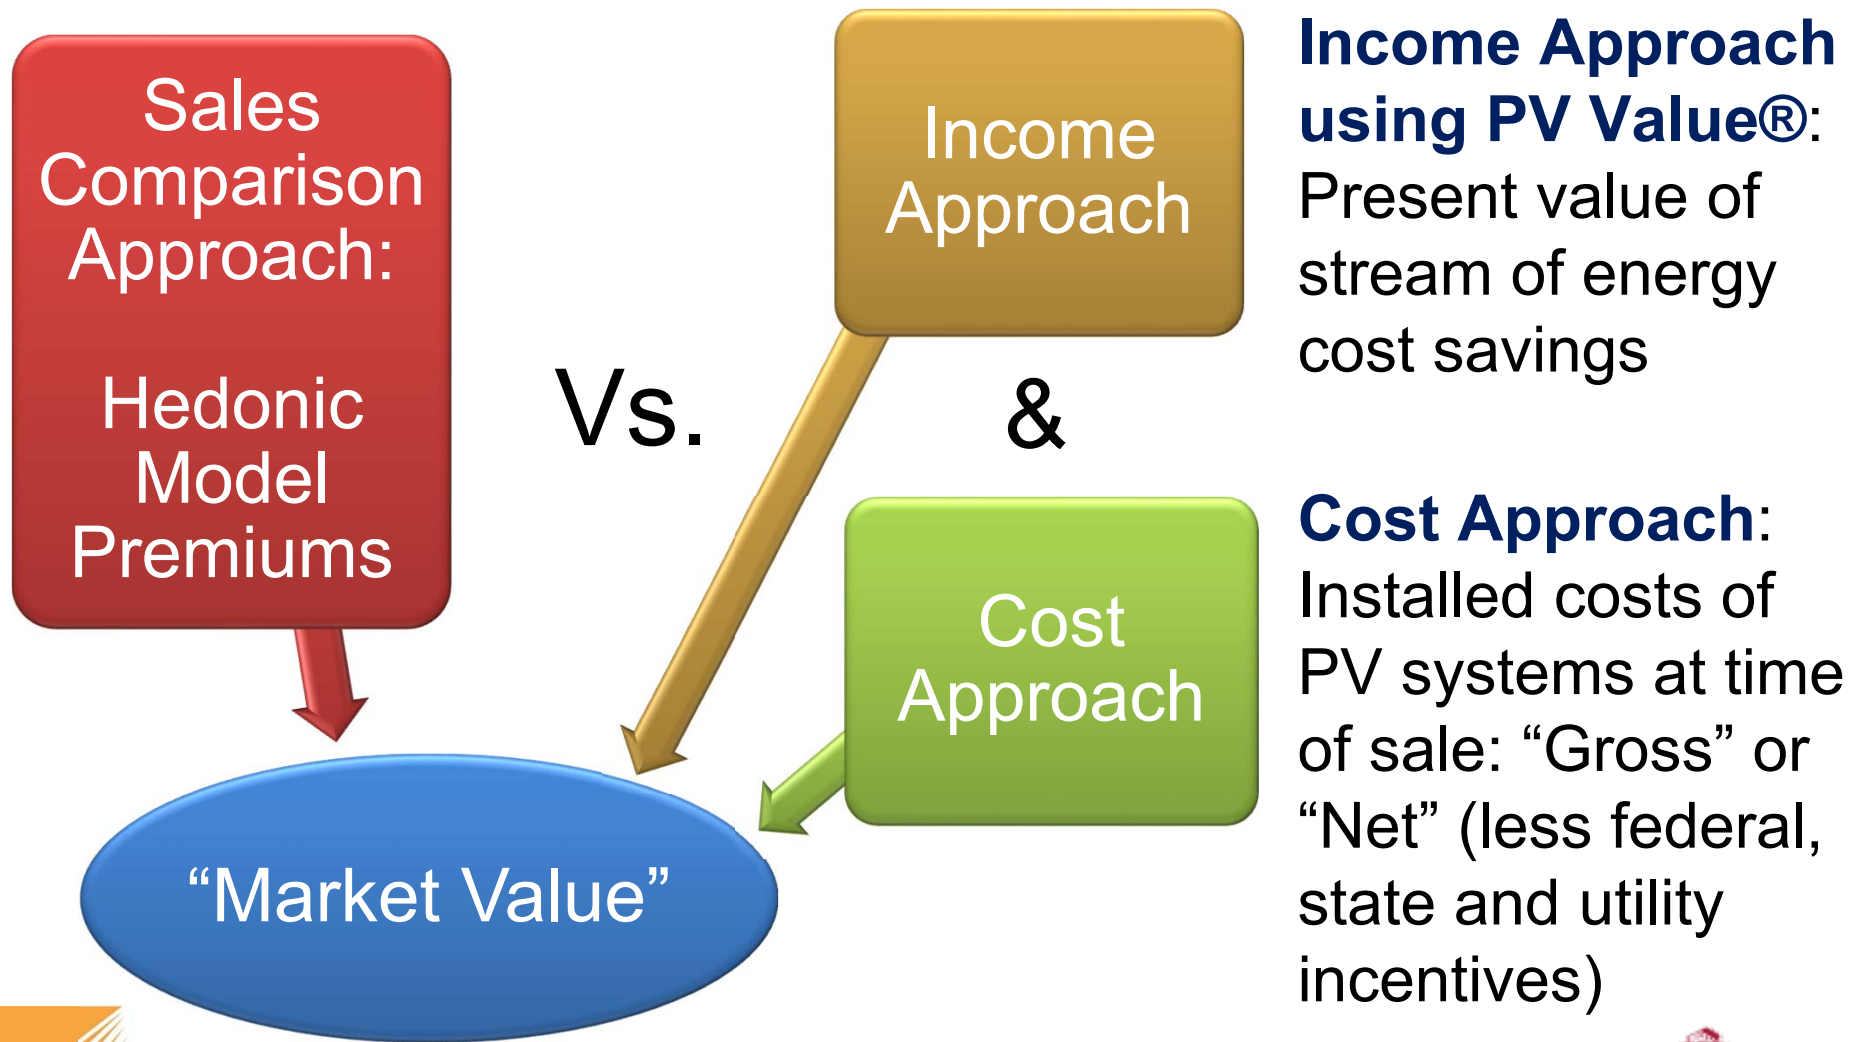 Sales
Comparison
Approach:
Hedonic
Model
Premiums
Vs.
Income
Approach
&
Cost
Approach
“Market Value”
Income Approach
using PV Value®:
Present value of
stream of energy
cost savings
Cost Approach:
Installed costs of
PV systems at time
of sale: “Gross” or
“Net” (less federal,
state and utility
incentives)